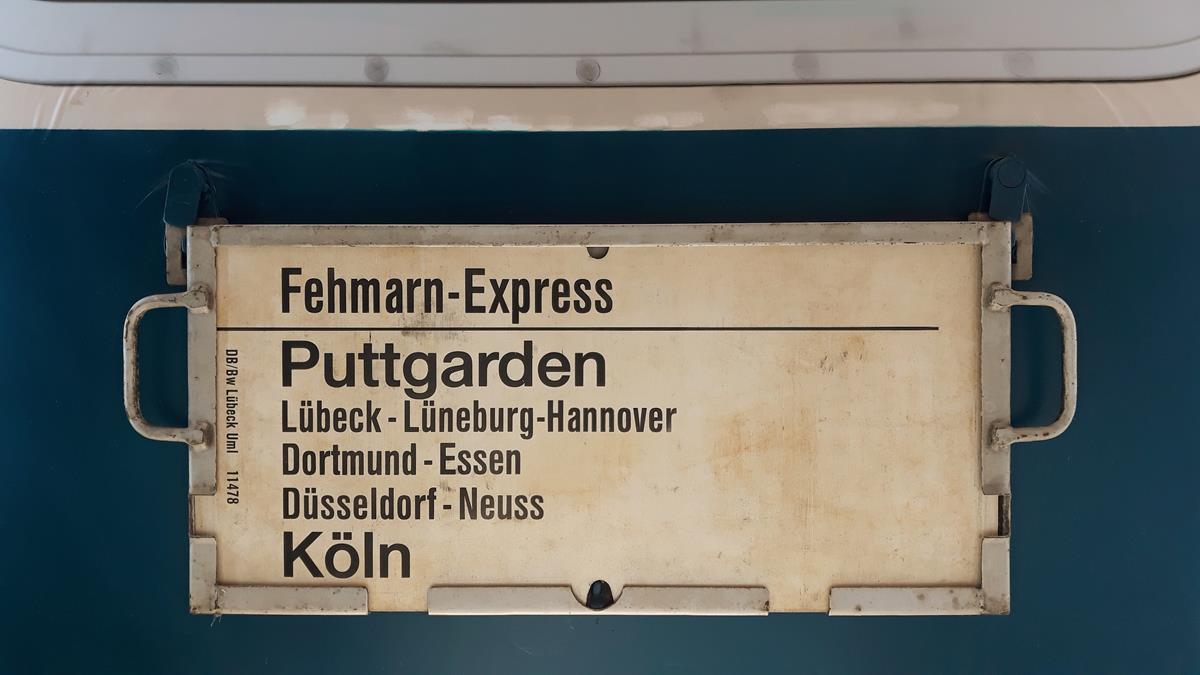 Fehmarn-Express
Puttgarden
Lübeck - Lüneburg-Hannover
Dortmund - Essen
Düsseldorf - Neuss
Köln
DB/Bw Lübeck Uml 11478